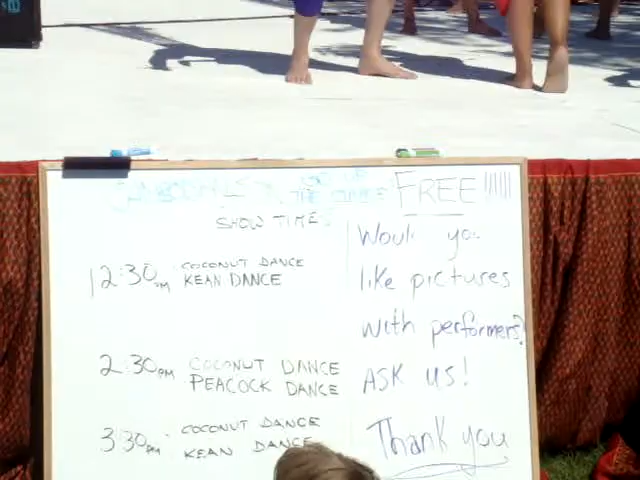 FREE!!!!!!
SHOW TIMES
12:30PM COCONUT DANCE
KEAN DANCE
2:30PM COCONUT DANCE
PEACOCK DANCE
3:30PM COCONUT DANCE
KEAN DANCE
Would you
like pictures
with performers?
ASK US!
Thank you